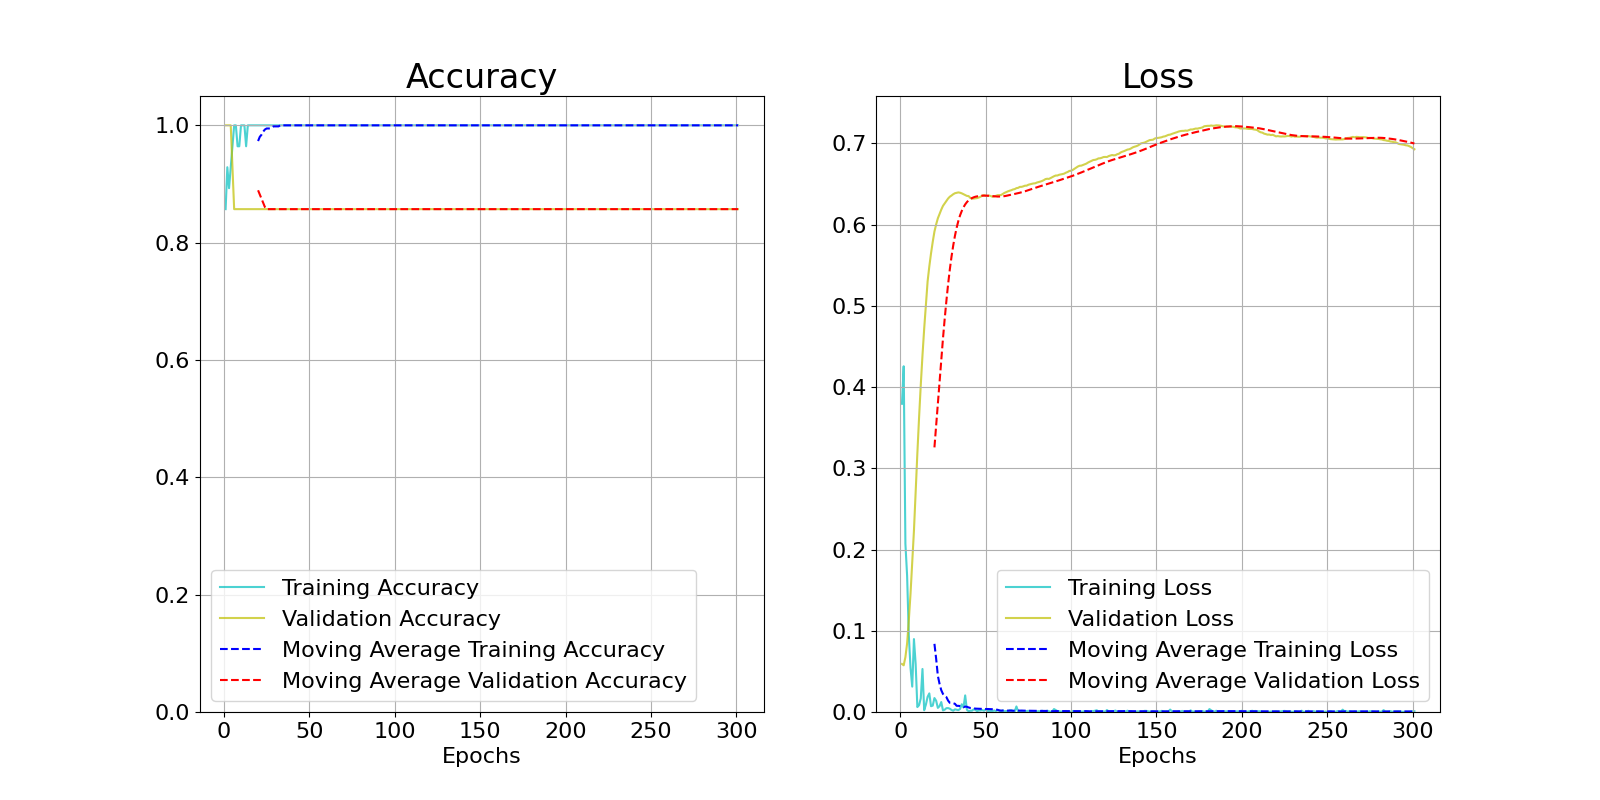 Accuracy
1.0
0.8
0.6
0.4
0.2
0.0
Training Accuracy
Validation Accuracy
Moving Average Training Accuracy
Moving Average Validation Accuracy
0 50 100 150 200 250 300
Epochs
Loss
0.7
0.6
0.5
0.4
0.3
0.2
0.1
0.0
Training Loss
Validation Loss
Moving Average Training Loss
Moving Average Validation Loss
0 50 100 150 200 250 300
Epochs